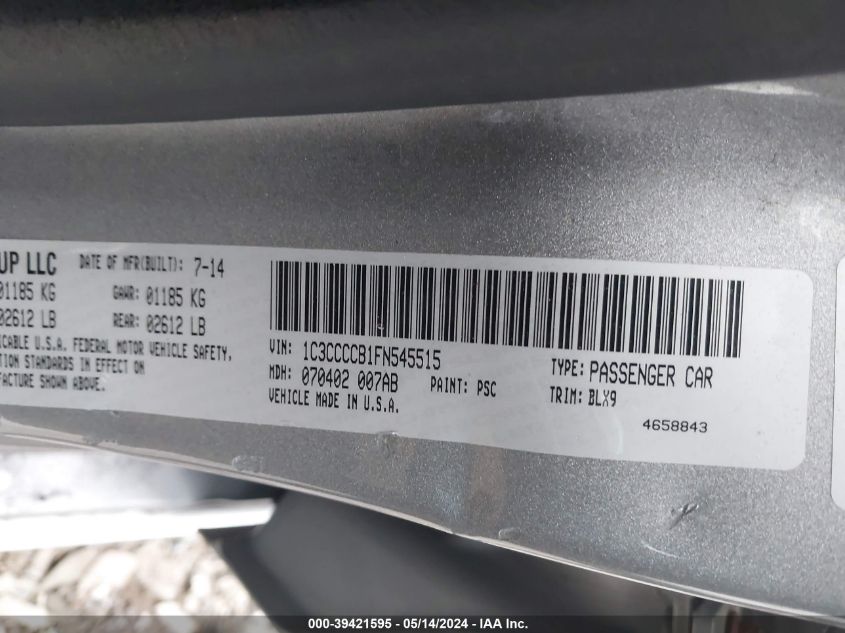 UP LLC DATE OF MFR(BUILT): 7-14
01185 KG GAWR: 01185 KG
02612 LB REAR: 02612 LB
ICABLE U.S.A. FEDERAL MOTOR VEHICLE SAFETY,
TION STANDARDS IN EFFECT ON
FACTURE SHOWN ABOVE.
VIN: 1C3CCCCB1FN545515 TYPE: PASSENGER CAR
MDH: 070402 007AB PAINT: PSC TRIM: BLX9
VEHICLE MADE IN U.S.A.
4658843
000-39421595 - 05/14/2024 - IAA Inc.